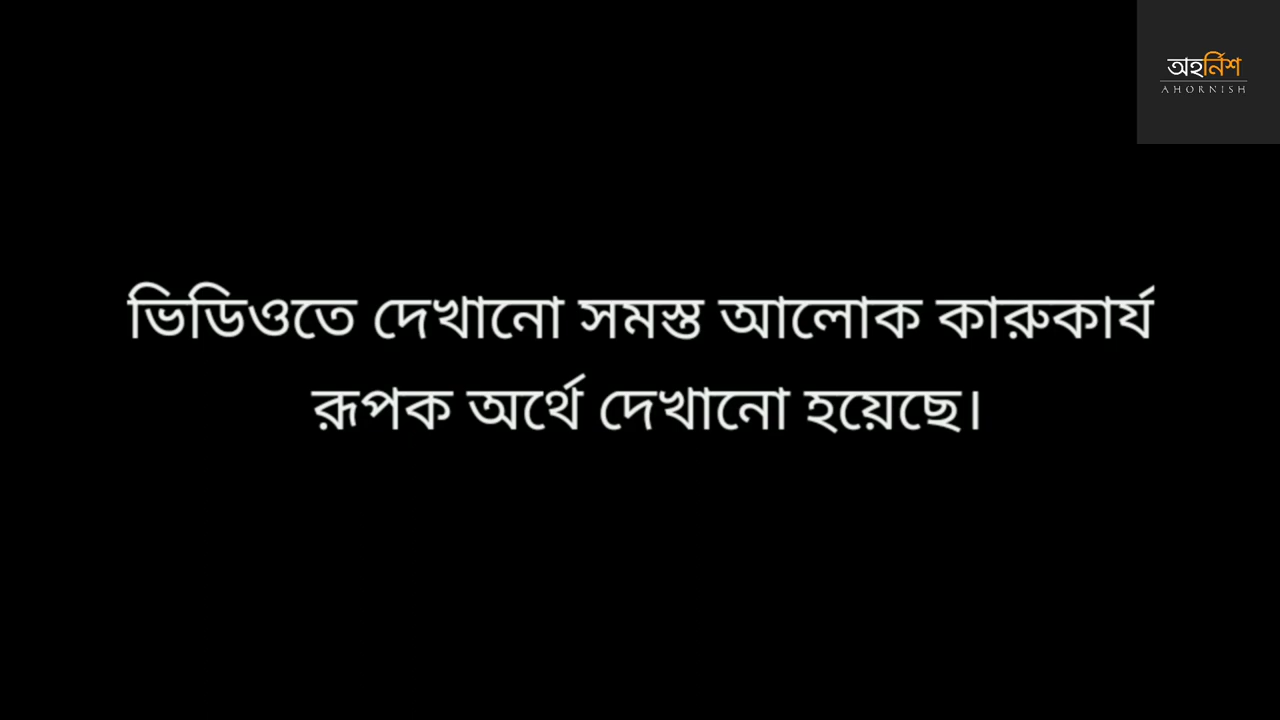 অহর্নিশ
AHORNISH
ভিডিওতে দেখানো সমস্ত আলোক কারুকার্য
রূপক অর্থে দেখানো হয়েছে।